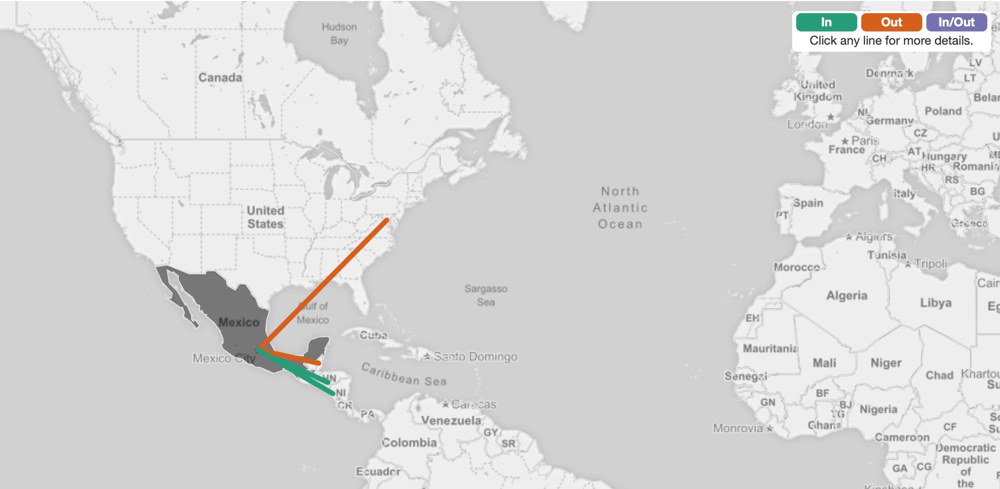 In
Out
In/Out
Click any line for more details.
Hudson
Bay
Canada
United
States
Mexico
Mexico City
Gulf of
Mexico
Cuba
Santo Domingo
Caribbean Sea
HN
NI
CR
PA
Caracas
Venezuela
Colombia
GY
SR
Ecuador
North
Atlantic
Ocean
Sargasso
Sea
Denmark
LV
LT
United
Kingdom
London
NL
Germany
Poland
Belar
Paris
France
CZ
AT
Hungary
CH
HR
Romania
RS
BG
Italy
Spain
PT
Greece
Algiers
Tunisia
Tripoli
Morocco
Algeria
Libya
Cair
Eg
EH
Mauritania
Mali
Niger
Chad
Khartou
Su
Senegal
BF
GN
BJ
TG
Nigeria
Ghana
Monrovia
CF
So
Su
Cameroon
Democratic
Republic
of
the
GA
CG